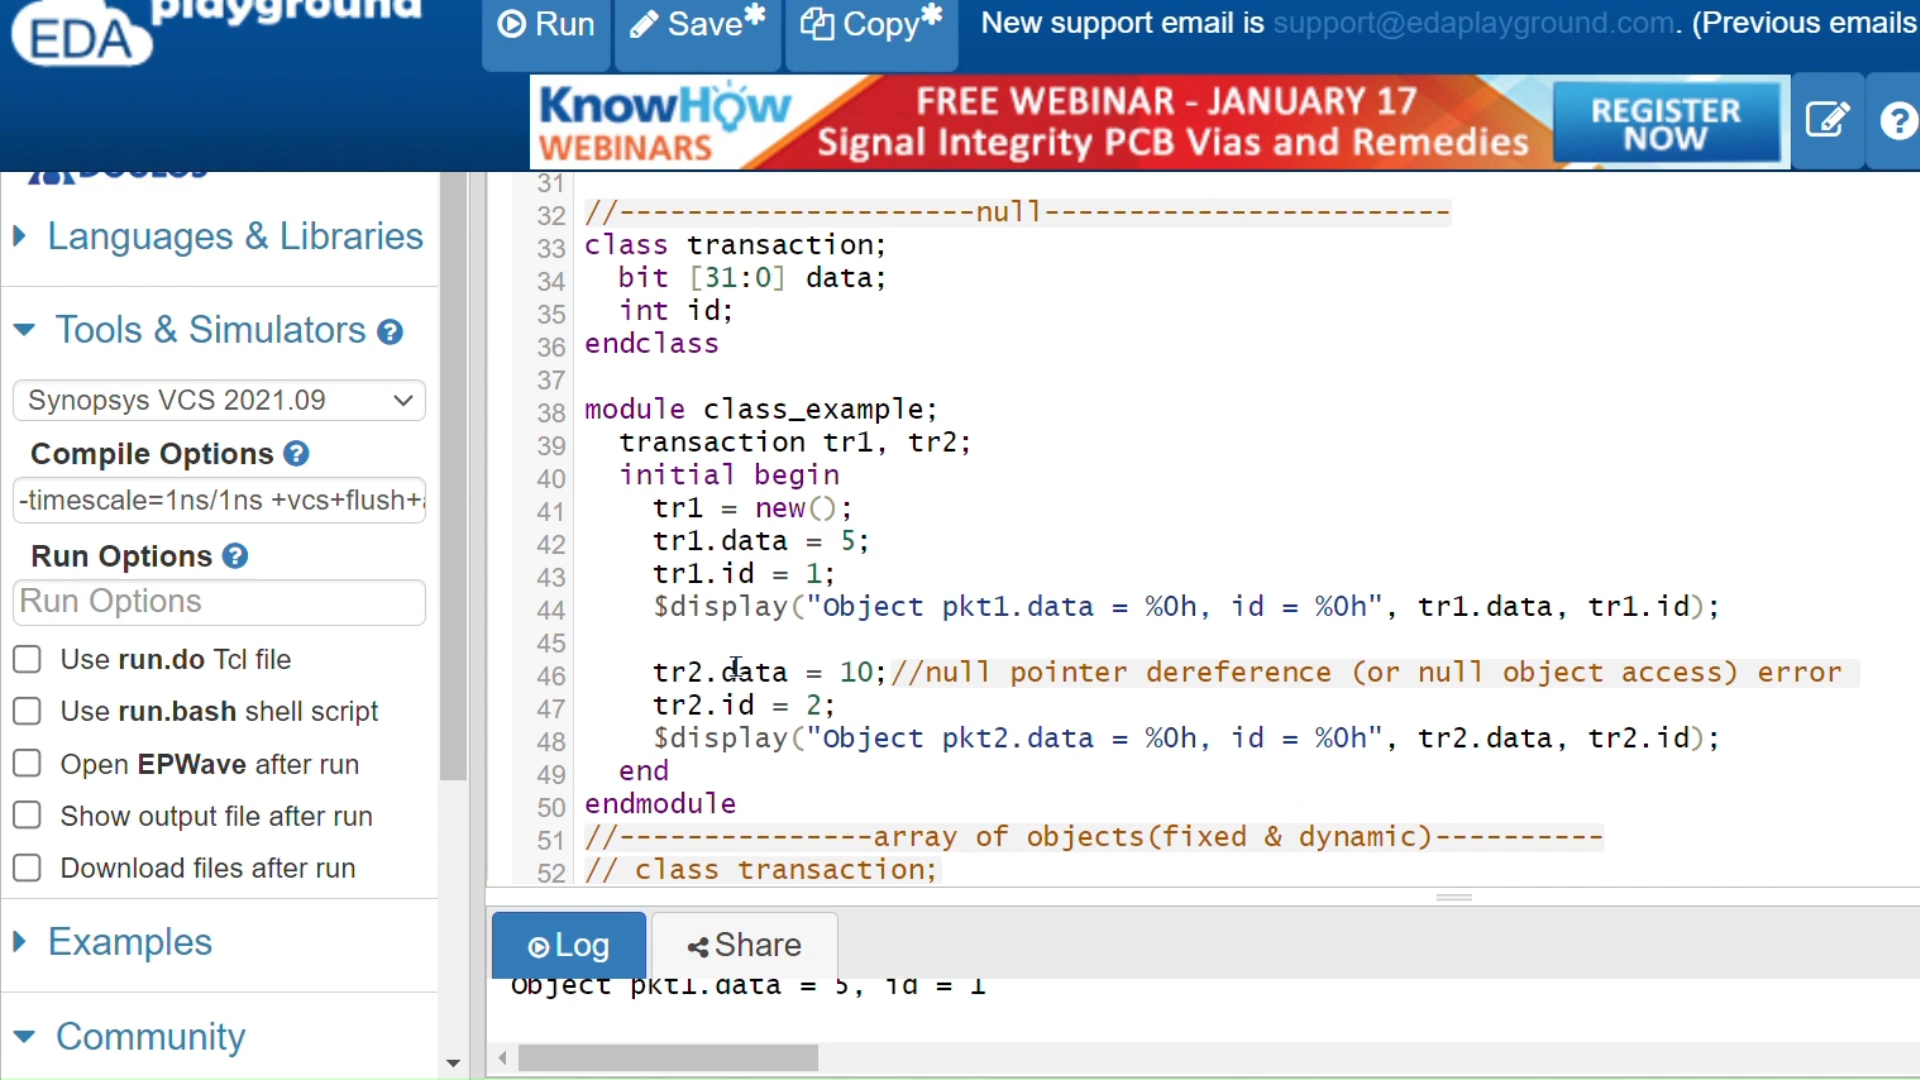 playground
EDA
Run
Save*
Copy*
New support email is support@edaplayground.com. (Previous emails
KnowHow
WEBINARS
FREE WEBINAR - JANUARY 17
Signal Integrity PCB Vias and Remedies
REGISTER
NOW
DOULOS
Languages & Libraries
Tools & Simulators
Synopsys VCS 2021.09
Compile Options
-timescale=1ns/1ns +vcs+flush+a
Run Options
Run Options
Use run.do Tcl file
Use run.bash shell script
Open EPWave after run
Show output file after run
Download files after run
Examples
Community
31
32 //---------------------null------------------------
33 class transaction;
34   bit [31:0] data;
35   int id;
36 endclass
37
38 module class_example;
39   transaction tr1, tr2;
40   initial begin
41     tr1 = new();
42     tr1.data = 5;
43     tr1.id = 1;
44     $display("Object pkt1.data = %0h, id = %0h", tr1.data, tr1.id);
45
46     tr2.data = 10;//null pointer dereference (or null object access) error
47     tr2.id = 2;
48     $display("Object pkt2.data = %0h, id = %0h", tr2.data, tr2.id);
49   end
50 endmodule
51 //---------------array of objects(fixed & dynamic)----------
52 // class transaction;
Log
Share
Object pkt1.data = 5, id = 1